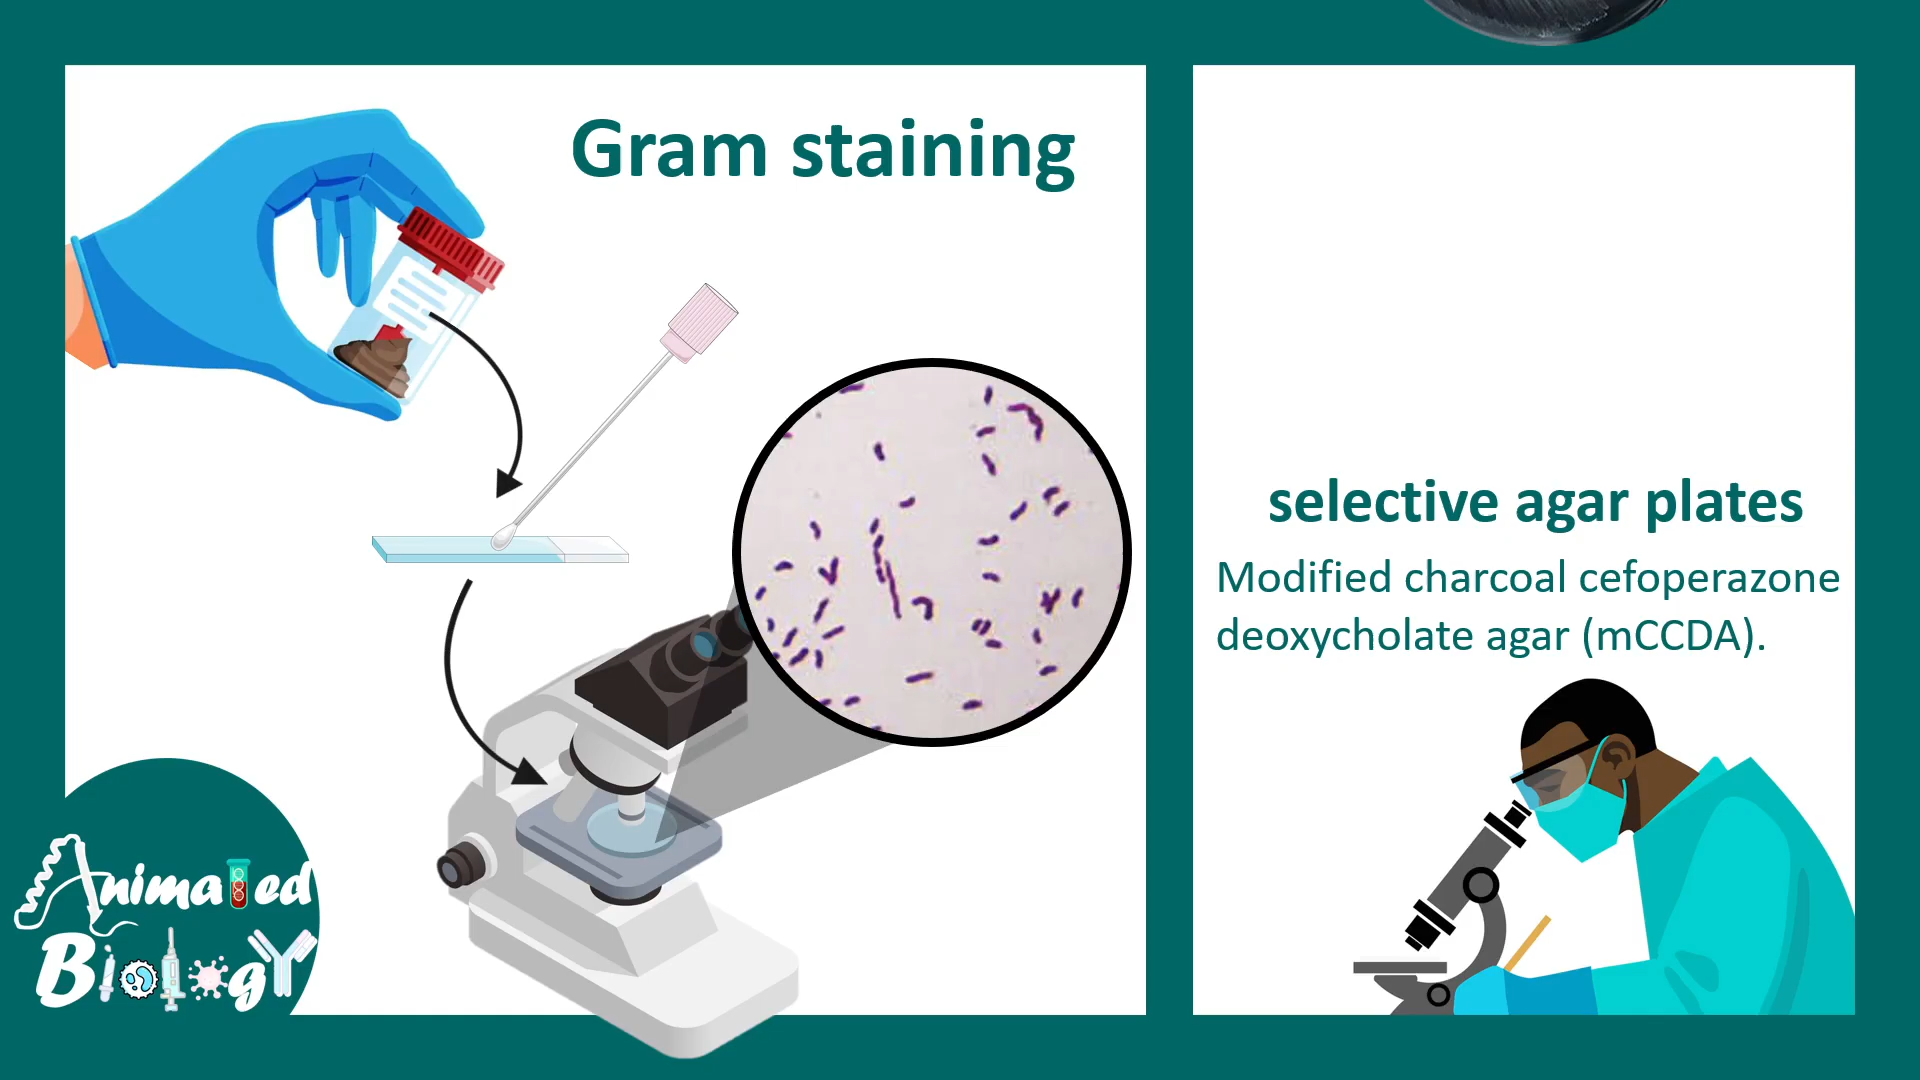 Gram staining
selective agar plates
Modified charcoal cefoperazone
deoxycholate agar (mCCDA).
Animated
Biology